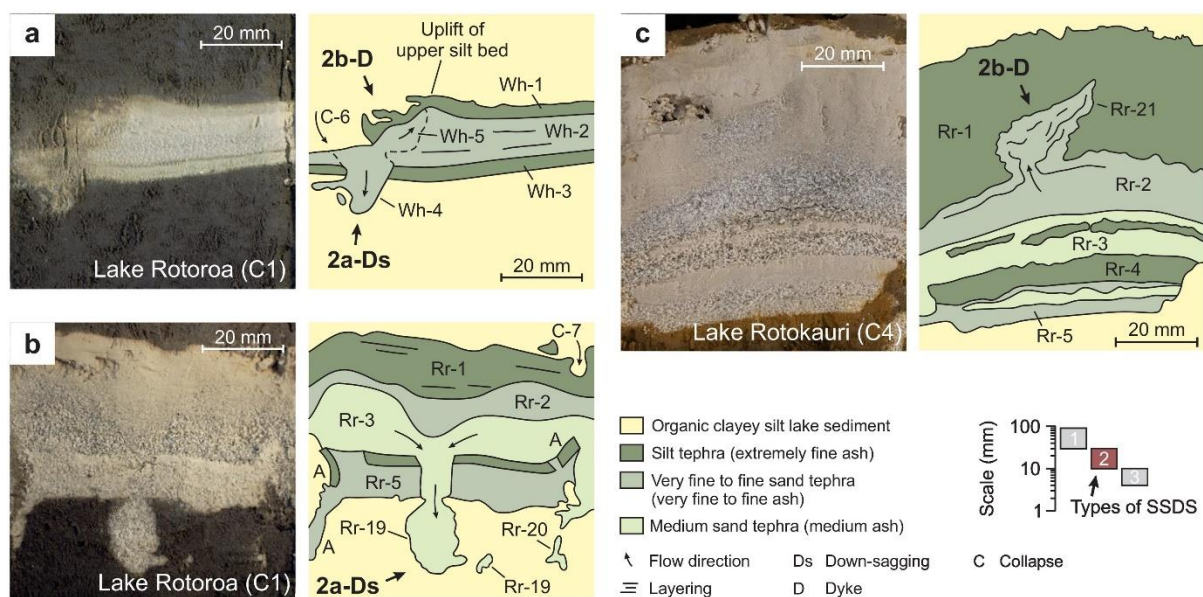 a
20 mm
Lake Rotoroa (C1)
Uplift of
upper silt bed
2b-D
Wh-1
C-6
Wh-5
Wh-2
Wh-3
Wh-4
2a-Ds
20 mm
b
20 mm
Lake Rotoroa (C1)
C-7
Rr-1
Rr-2
Rr-3
A
A
Rr-5
A
Rr-19
Rr-20
Rr-19
2a-Ds
c
20 mm
Lake Rotokauri (C4)
2b-D
Rr-21
Rr-1
Rr-2
Rr-3
Rr-4
Rr-5
20 mm
Organic clayey silt lake sediment
Silt tephra (extremely fine ash)
Very fine to fine sand tephra
(very fine to fine ash)
Medium sand tephra (medium ash)
Flow direction
Ds Down-sagging
C Collapse
Layering
D Dyke
Scale (mm)
100
10
1
1
2
3
Types of SSDS